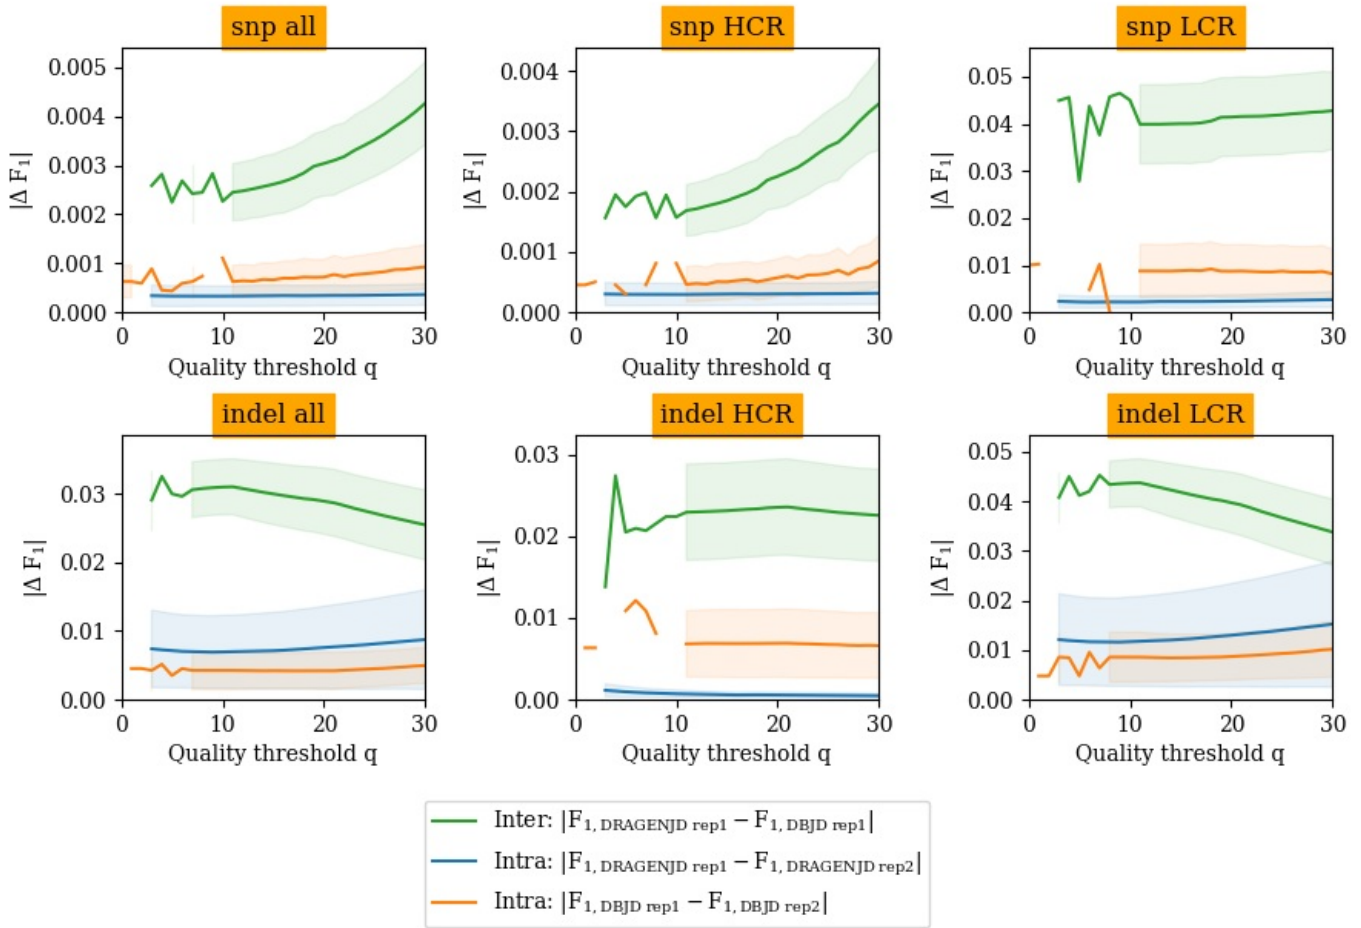 snp all
snp HCR
snp LCR
|Δ F1|
0.005
0.004
0.003
0.002
0.001
0.000
0 10 20 30
Quality threshold q
|Δ F1|
0.004
0.003
0.002
0.001
0.000
0 10 20 30
Quality threshold q
|Δ F1|
0.05
0.04
0.03
0.02
0.01
0.00
0 10 20 30
Quality threshold q
indel all
indel HCR
indel LCR
|Δ F1|
0.03
0.02
0.01
0.00
0 10 20 30
Quality threshold q
|Δ F1|
0.03
0.02
0.01
0.00
0 10 20 30
Quality threshold q
|Δ F1|
0.05
0.04
0.03
0.02
0.01
0.00
0 10 20 30
Quality threshold q
Inter: |F1, DRAGENJD rep1 − F1, DBJD rep1|
Intra: |F1, DRAGENJD rep1 − F1, DRAGENJD rep2|
Intra: |F1, DBJD rep1 − F1, DBJD rep2|